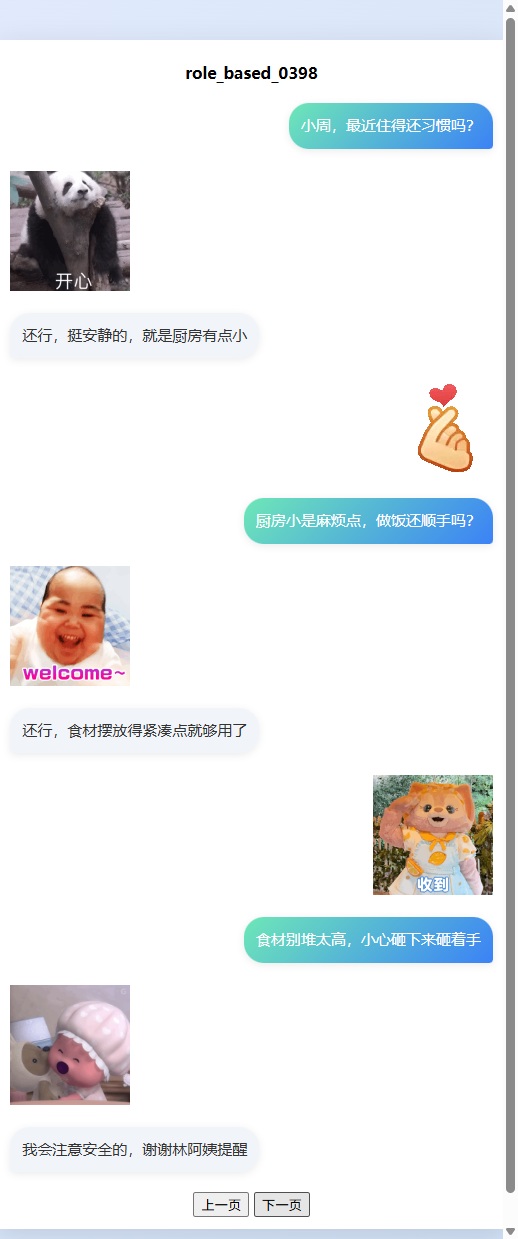 role_based_0398
小周，最近住得还习惯吗？
开心
还行，挺安静的，就是厨房有点小
厨房小是麻烦点，做饭还顺手吗？
welcome~
还行，食材摆放得紧凑点就够用了
收到
食材别堆太高，小心砸下来砸着手
我会注意安全的，谢谢林阿姨提醒
上一页 下一页